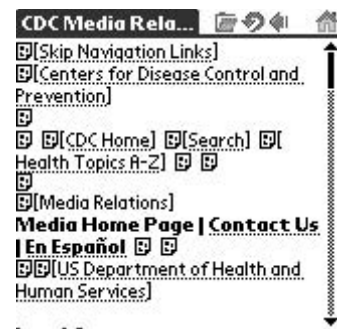 CDC Media Rela...
[Skip Navigation Links]
[Centers for Disease Control and
Prevention]
[CDC Home] [Search] [
Health Topics A-Z]
[Media Relations]
Media Home Page | Contact Us
| En Español
[US Department of Health and
Human Services]